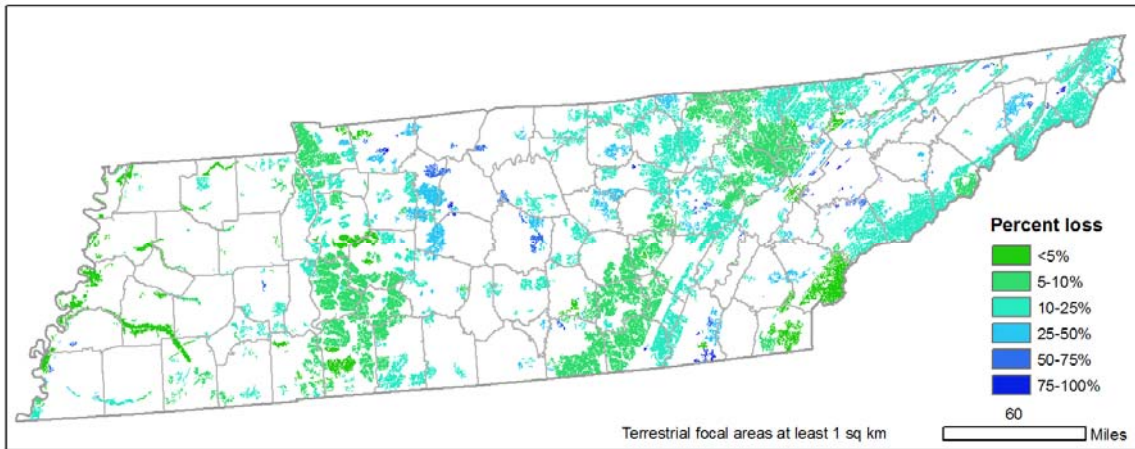 Percent loss
<5%
5-10%
10-25%
25-50%
50-75%
75-100%
60
Terrestrial focal areas at least 1 sq km
Miles